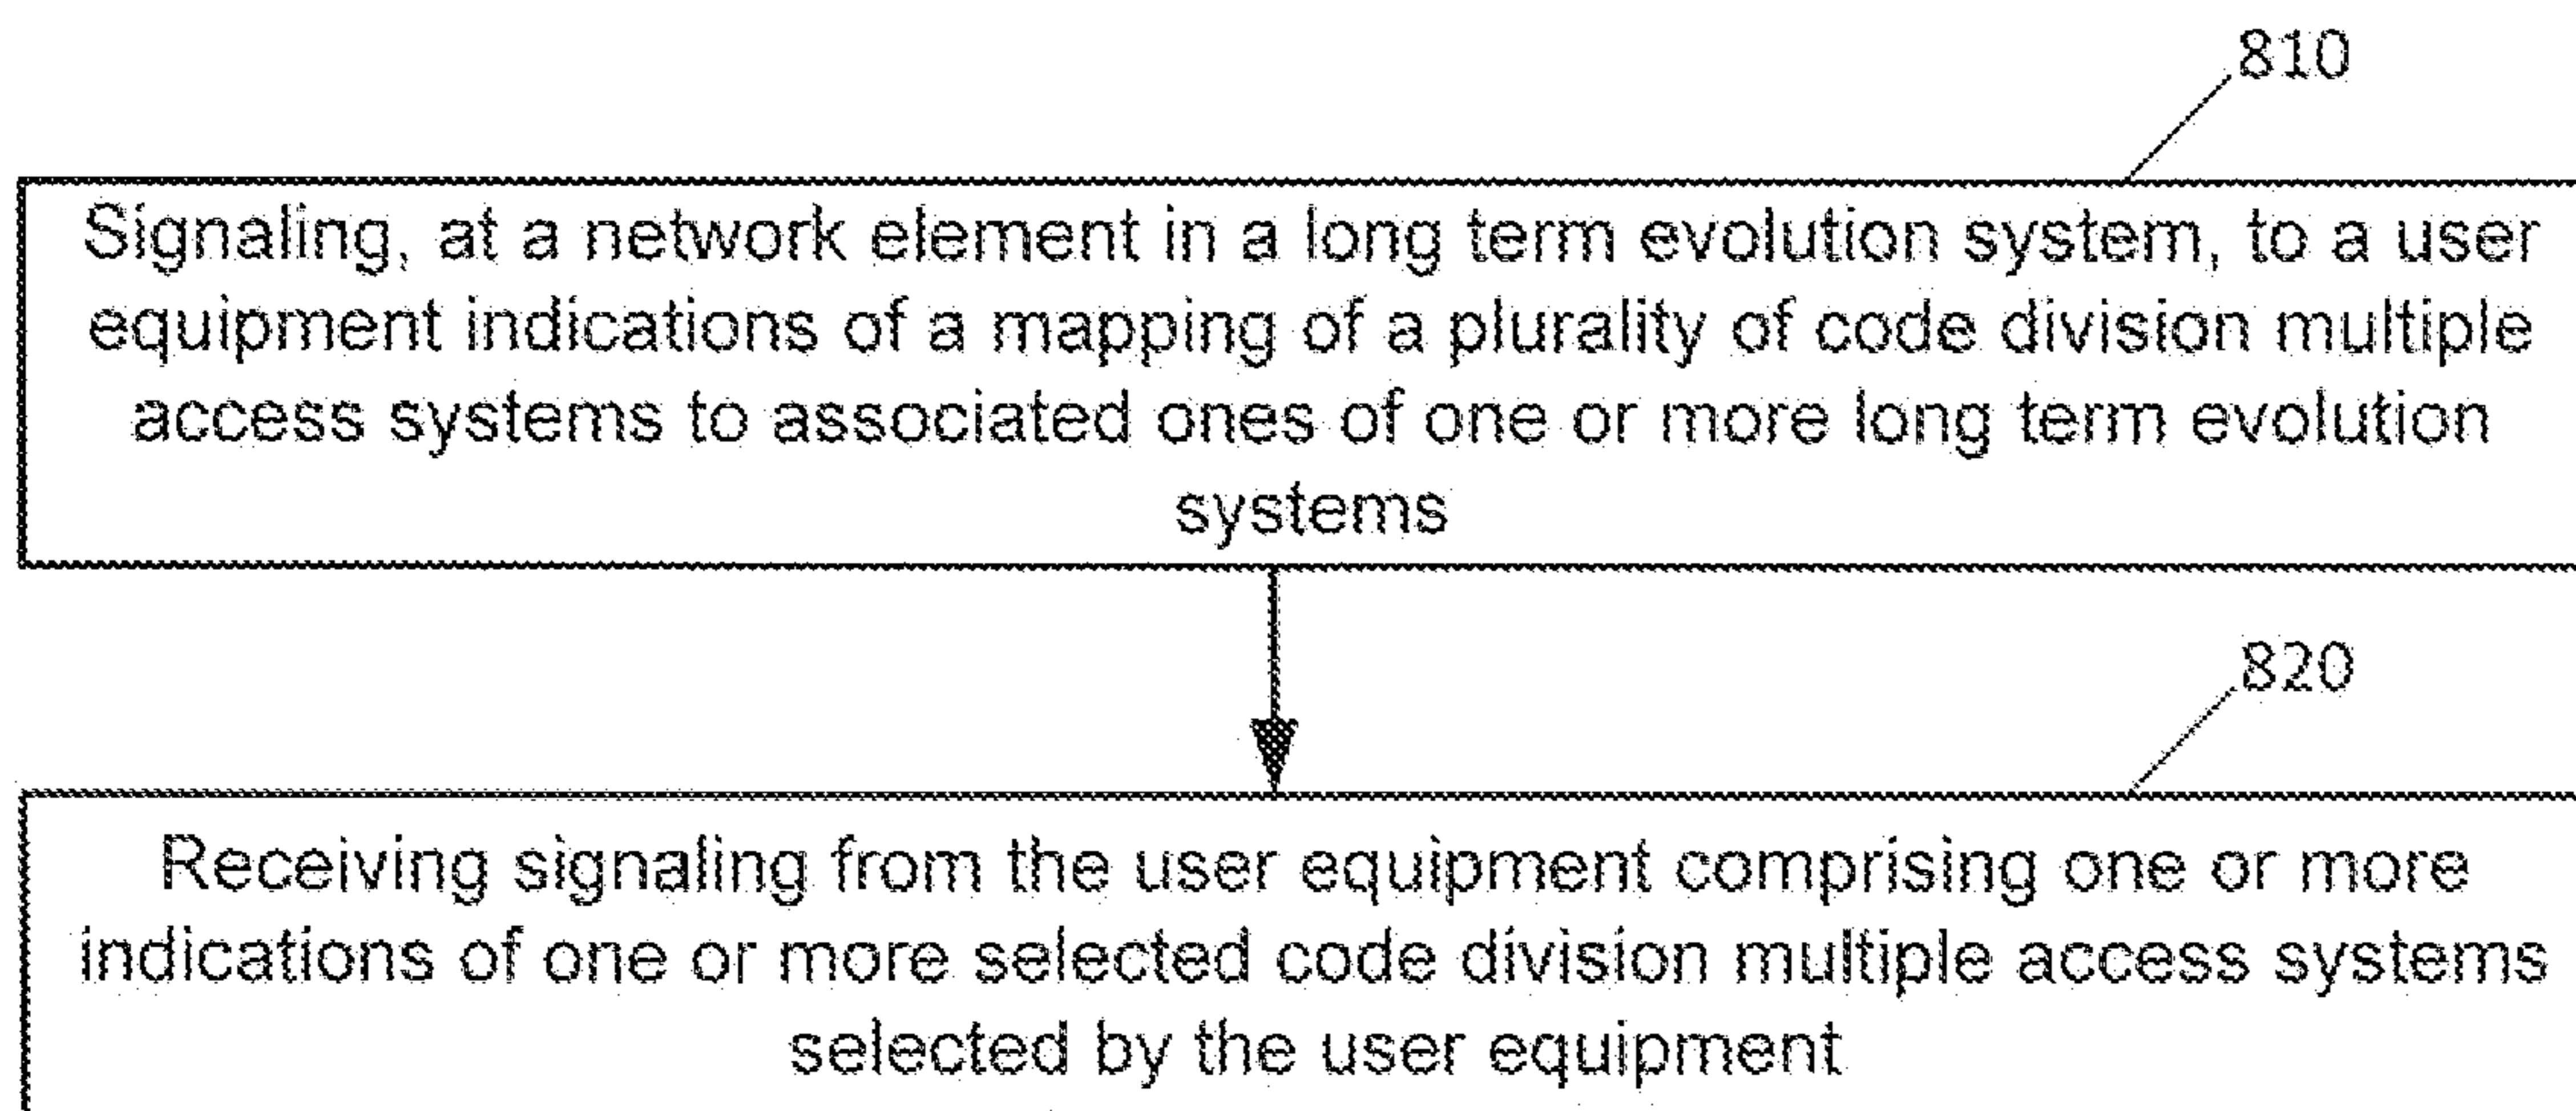 810
Signaling, at a network element in a long term evolution system, to a user
equipment indications of a mapping of a plurality of code division multiple
access systems to associated ones of one or more long term evolution
systems
820
Receiving signaling from the user equipment comprising one or more
indications of one or more selected code division multiple access systems
selected by the user equipment